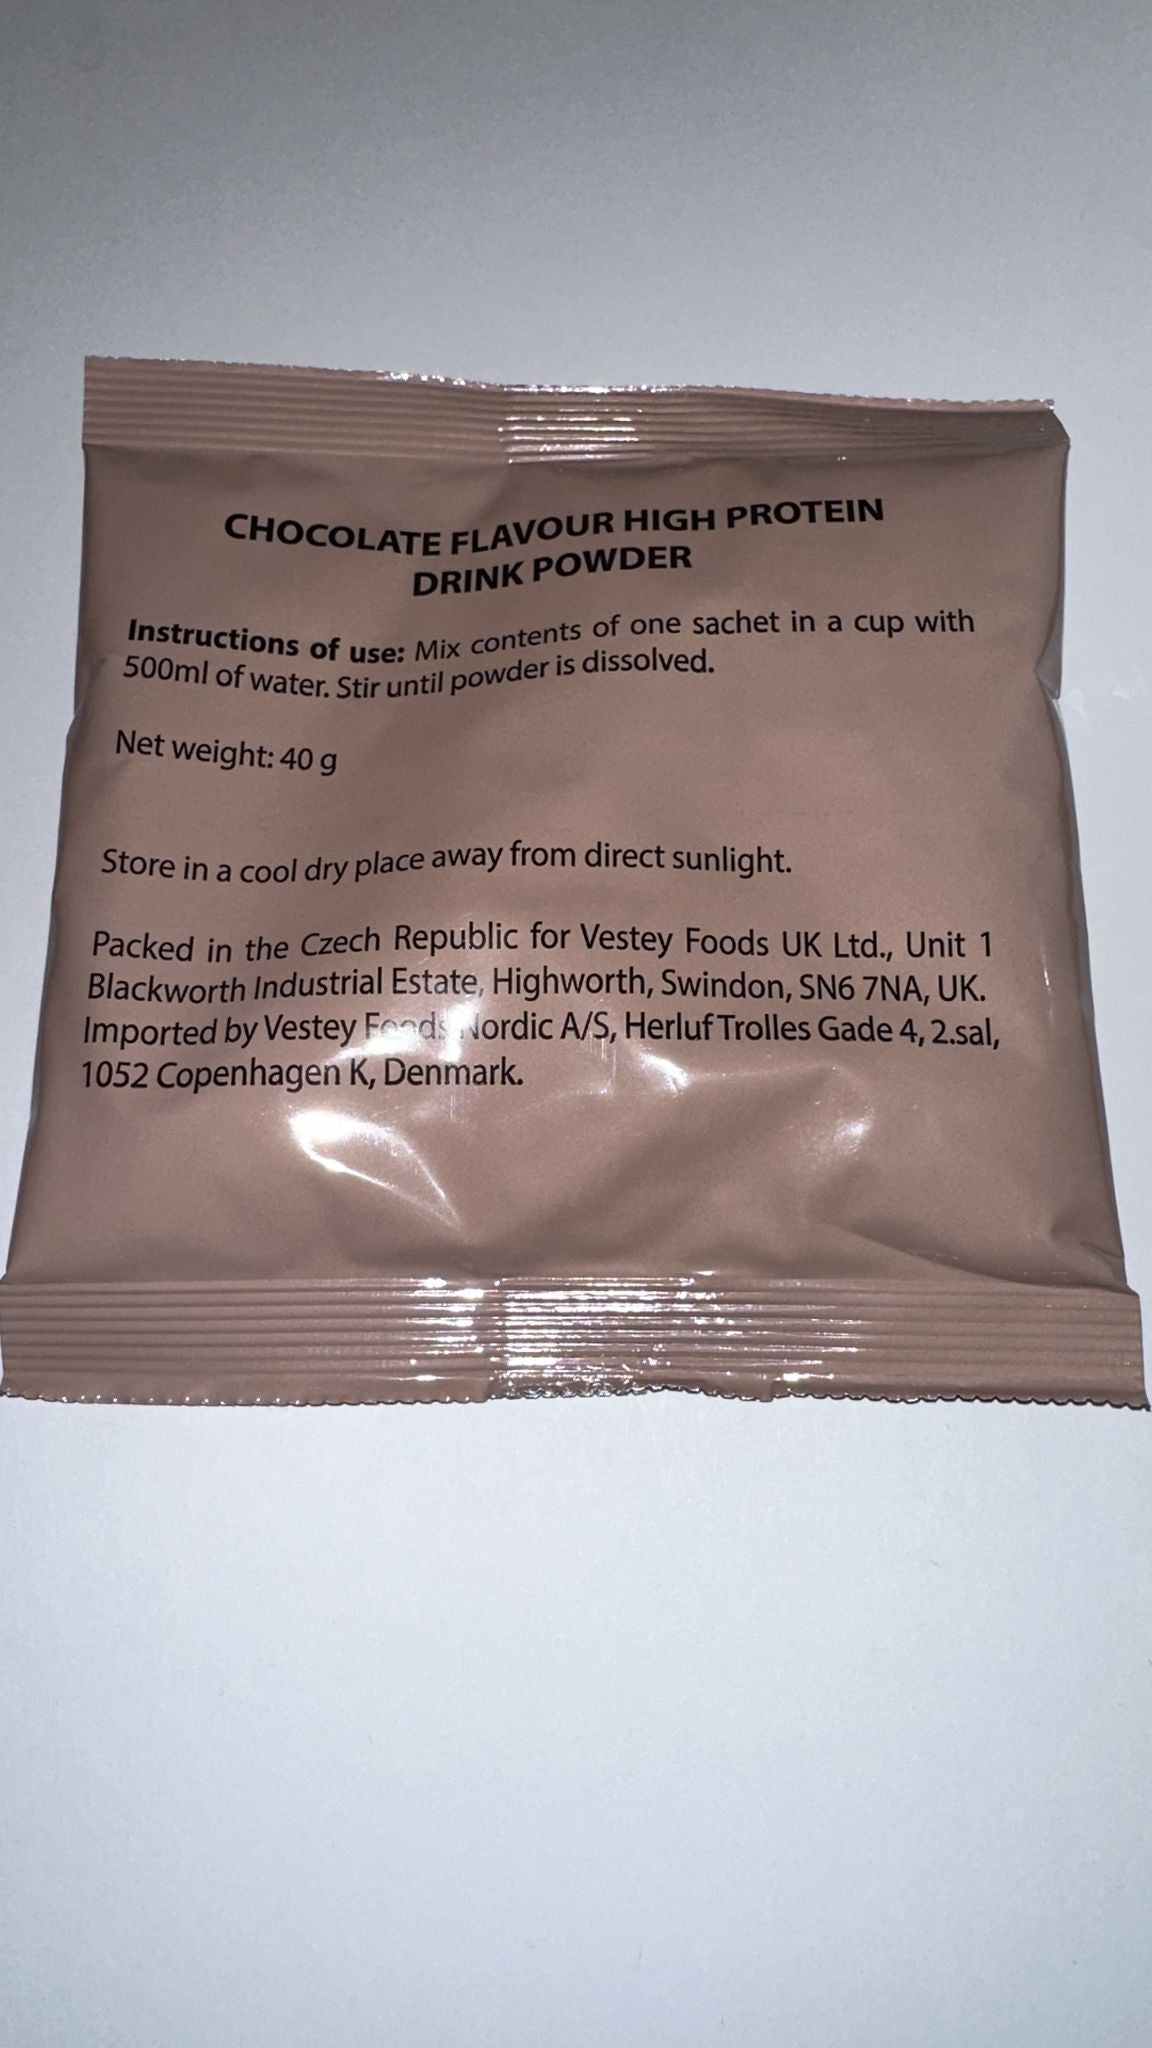 CHOCOLATE FLAVOUR HIGH PROTEIN
DRINK POWDER
Instructions of use: Mix contents of one sachet in a cup with
500ml of water. Stir until powder is dissolved.
Net weight: 40 g
Store in a cool dry place away from direct sunlight.
Packed in the Czech Republic for Vestey Foods UK Ltd., Unit 1
Blackworth Industrial Estate, Highworth, Swindon, SN6 7NA, UK.
Imported by Vestey Foods Nordic A/S, Herluf Trolles Gade 4, 2.sal,
1052 Copenhagen K, Denmark.